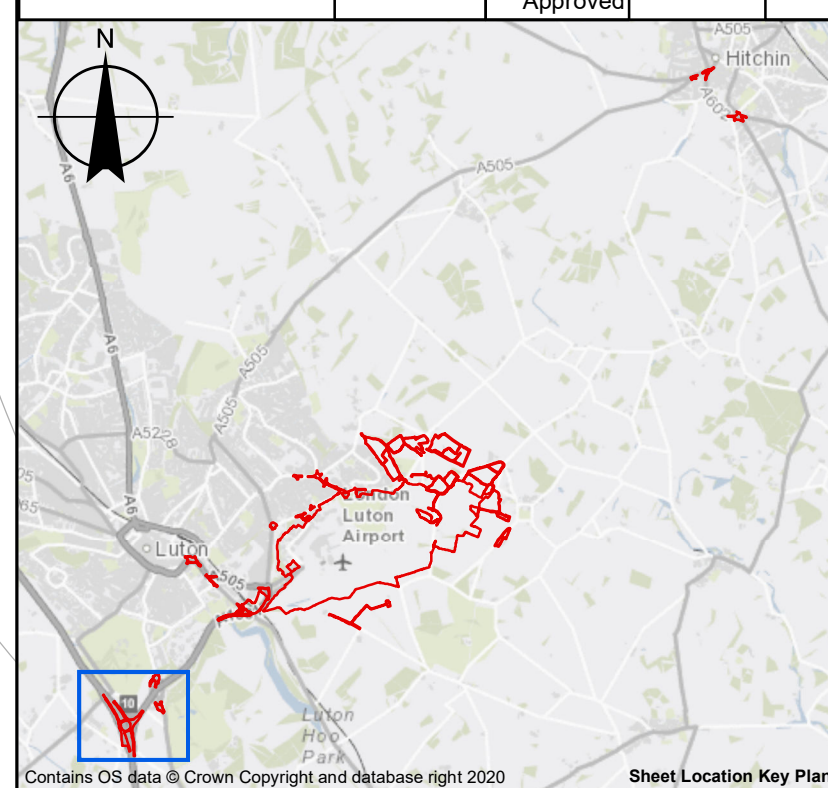 Approved
N
A505
Hitchin
A602
A6
A505
A6
A505
A505
A5228
A6
London
Luton
Airport
Luton
A505
10
Luton
Hoo
Park
Contains OS data © Crown Copyright and database right 2020
Sheet Location Key Plan